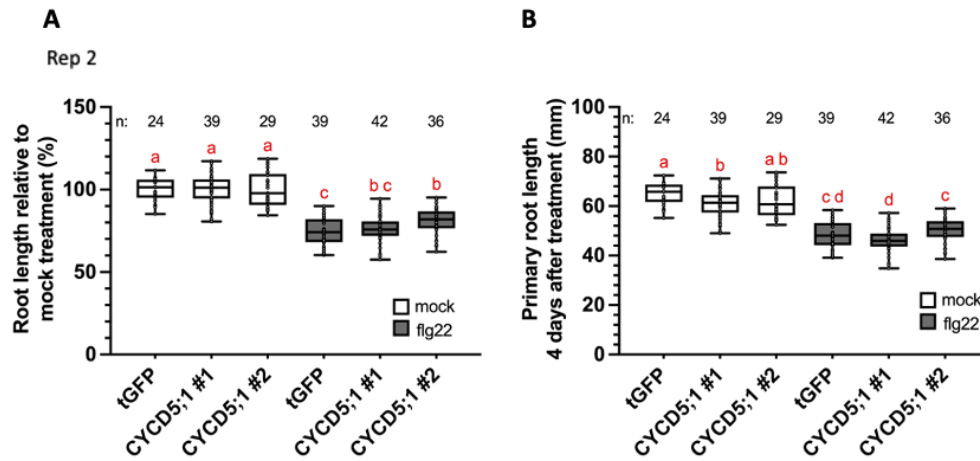 A
Rep 2
Root length relative to
mock treatment (%)
150
100
50
0
n: 24 39 29 39 42 36
a a a c b c b
mock
flg22
tGFP
CYCD5;1 #1
CYCD5;1 #2
tGFP
CYCD5;1 #1
CYCD5;1 #2
B
Primary root length
4 days after treatment (mm)
100
80
60
40
20
0
n: 24 39 29 39 42 36
a b a b c d d c
mock
flg22
tGFP
CYCD5;1 #1
CYCD5;1 #2
tGFP
CYCD5;1 #1
CYCD5;1 #2